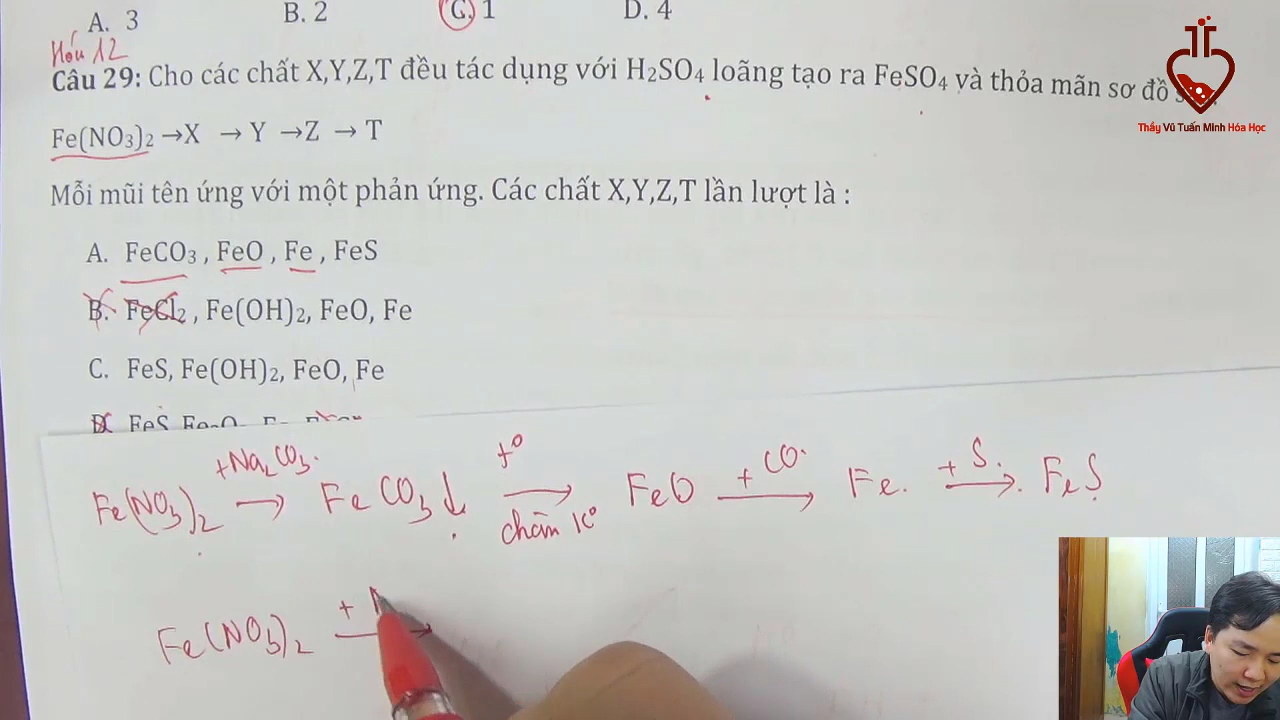 A. 3 B. 2 C. 1 D. 4
Hóa 12
Câu 29: Cho các chất X,Y,Z,T đều tác dụng với H₂SO₄ loãng tạo ra FeSO₄ và thỏa mãn sơ đồ
Fe(NO₃)₂ →X → Y →Z → T
Mỗi mũi tên ứng với một phản ứng. Các chất X,Y,Z,T lần lượt là :
A. FeCO₃ , FeO , Fe , FeS
B. FeCl₂ , Fe(OH)₂, FeO, Fe
C. FeS, Fe(OH)₂, FeO, Fe
D. FeS
Fe(NO₃)₂ +Na₂CO₃ → FeCO₃↓ t° → chân K° FeO + CO → Fe. + S. → FeS
Fe(NO₃)₂ + →
Thầy Vũ Tuấn Minh Hóa Học